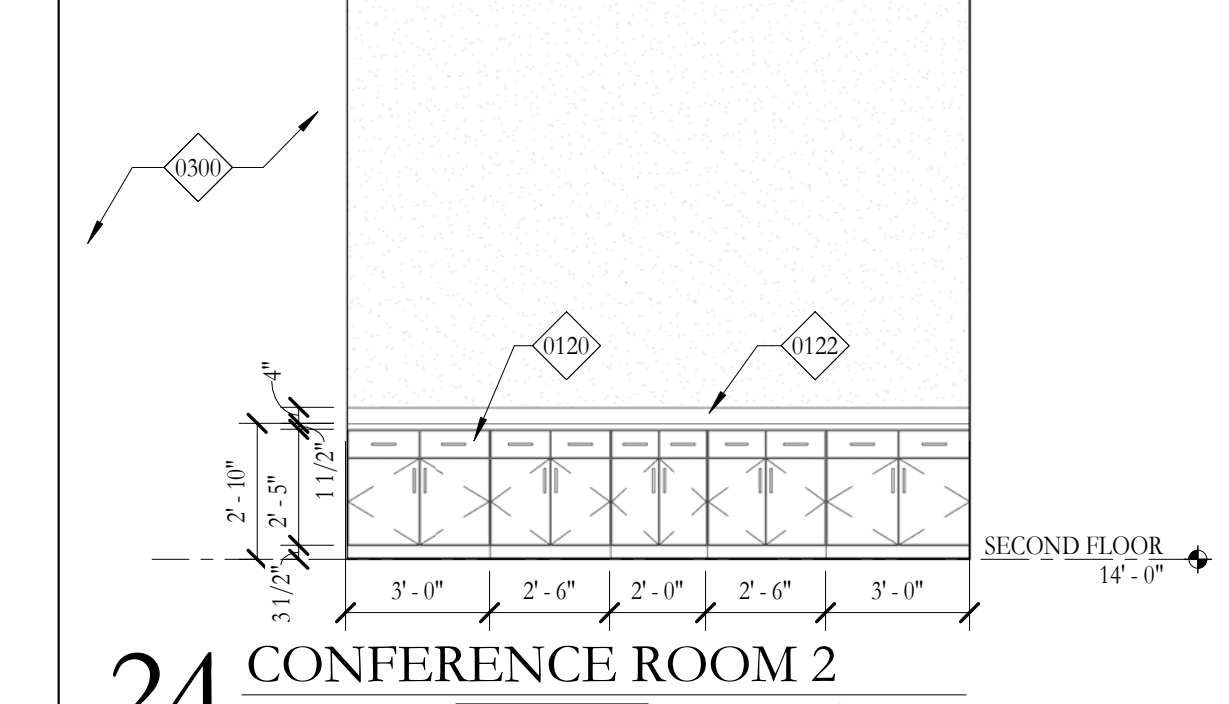 0300
0120
0122
4"
1 1/2"
2' - 10"
2' - 5"
3 1/2"
SECOND FLOOR
14' - 0"
3' - 0"
2' - 6"
2' - 0"
2' - 6"
3' - 0"
24
CONFERENCE ROOM 2